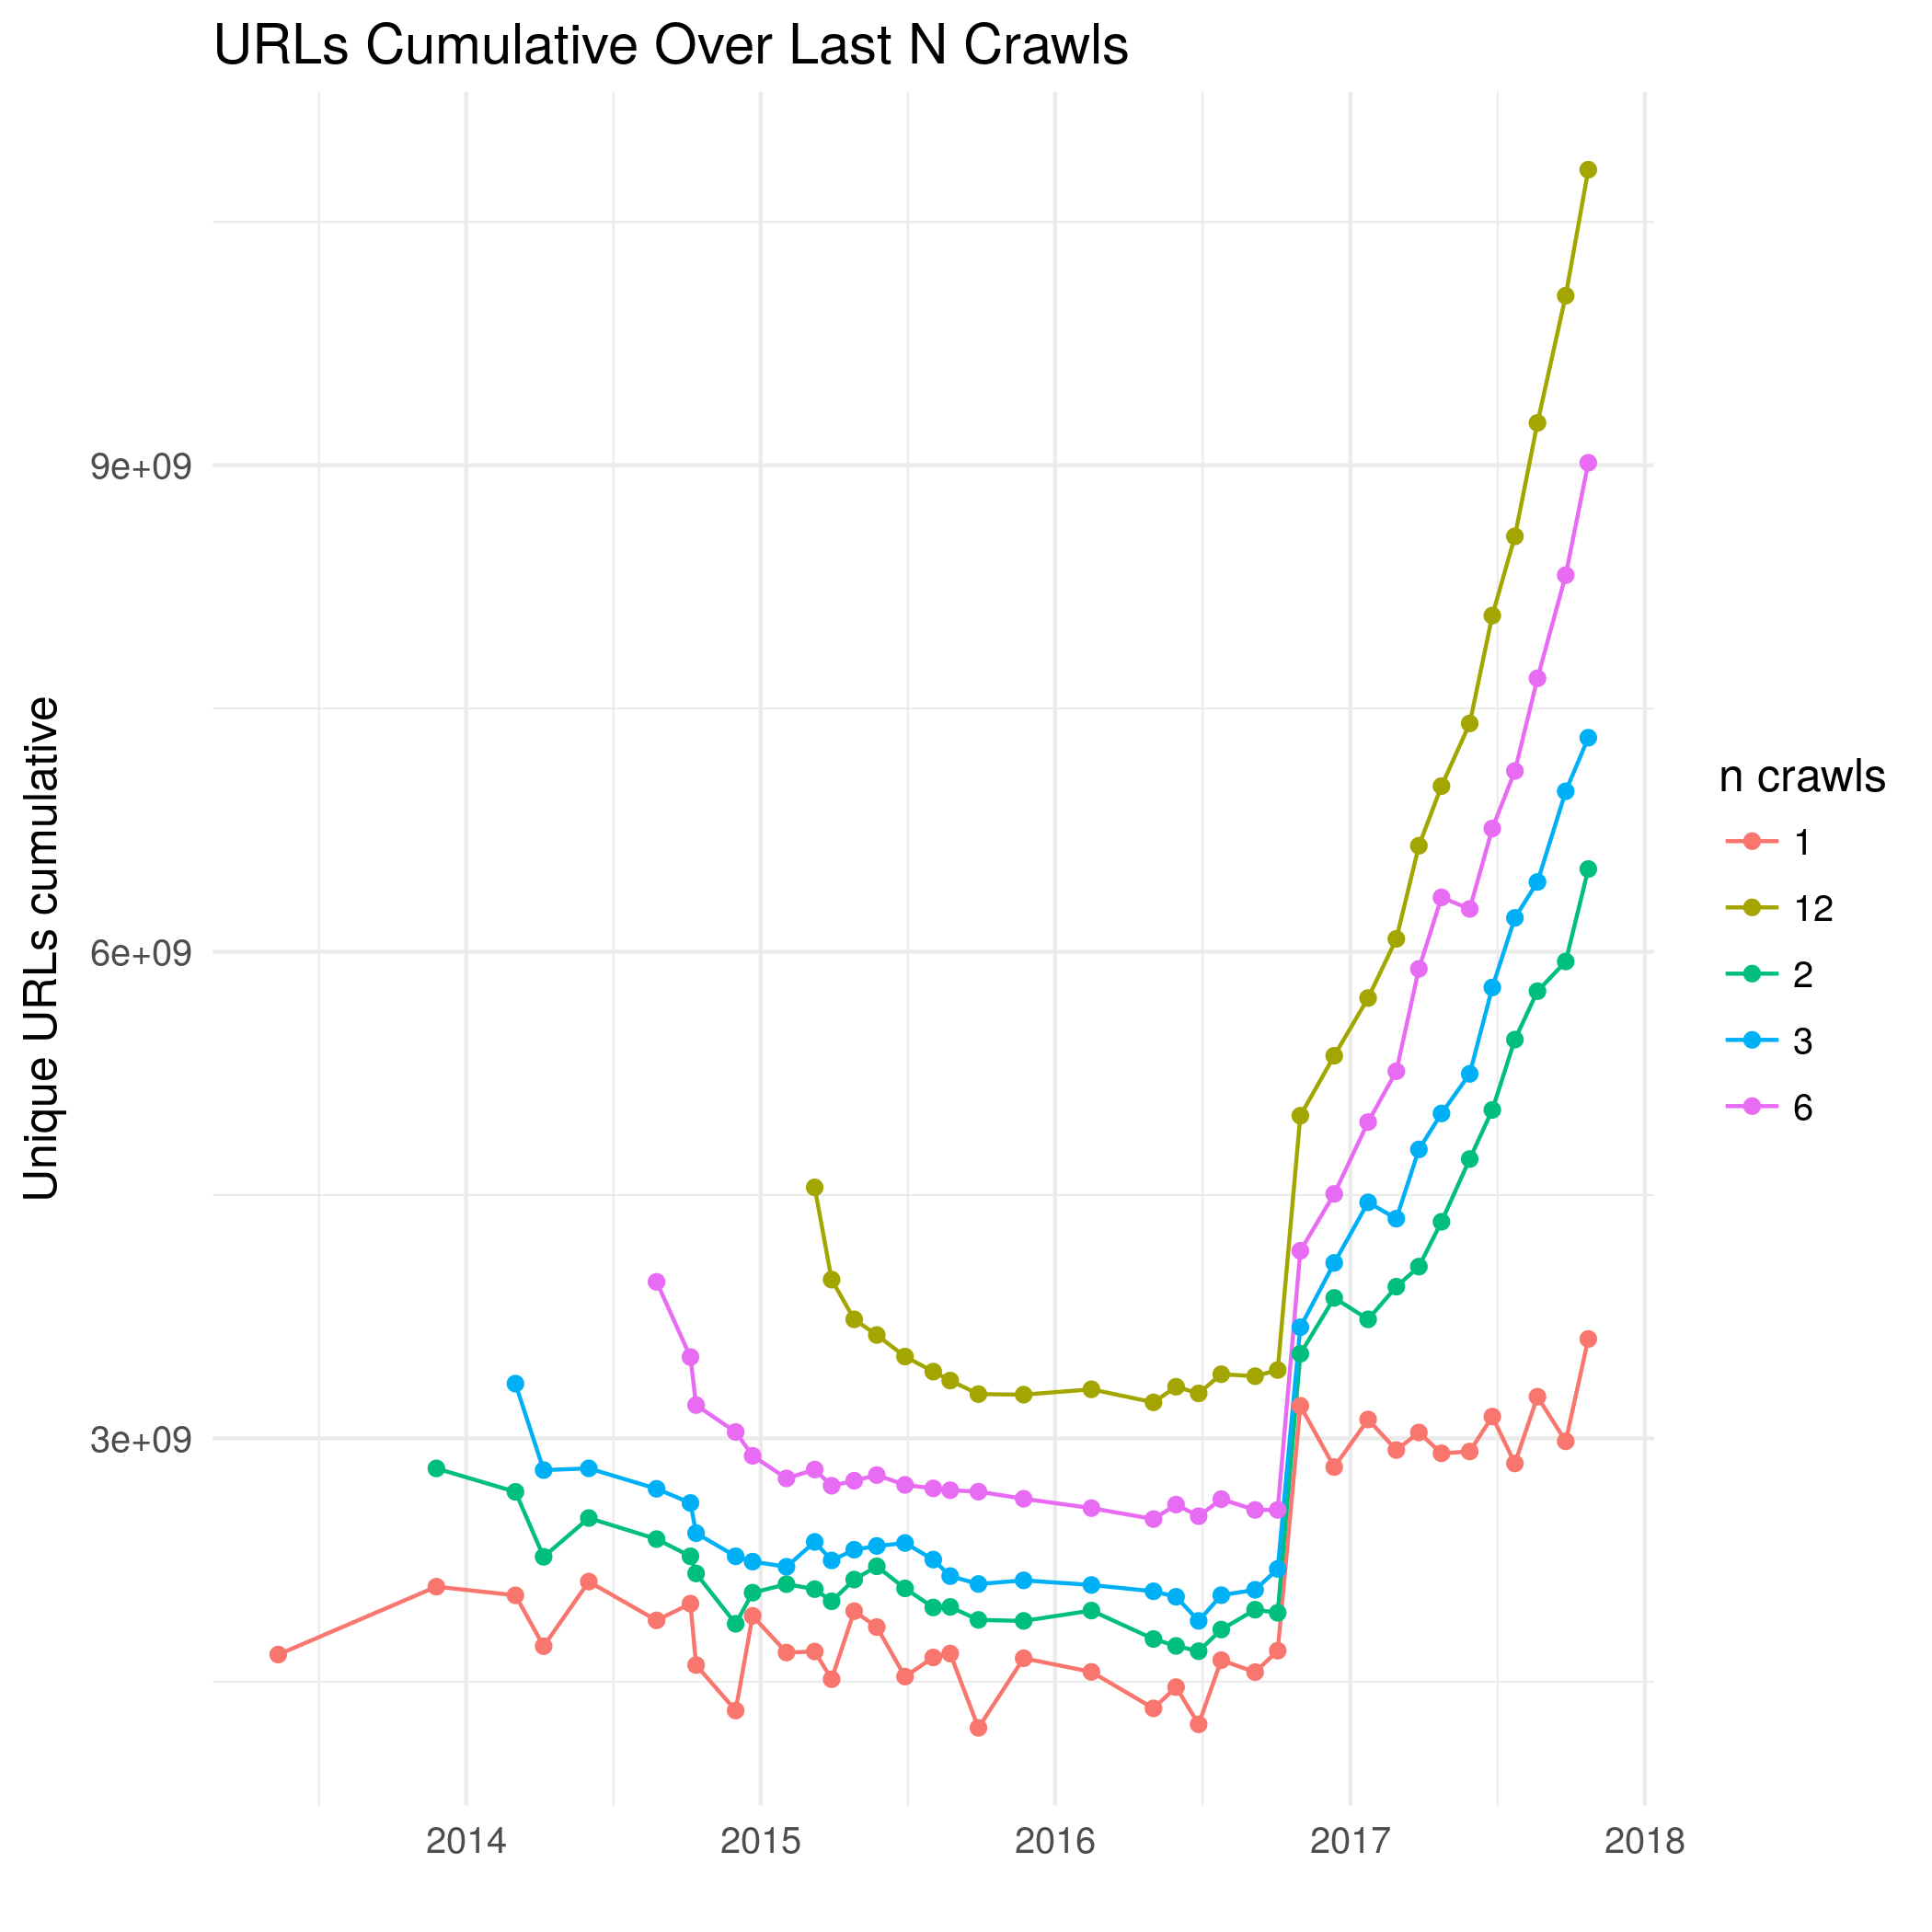 URLs Cumulative Over Last N Crawls
Unique URLs cumulative
9e+09
6e+09
3e+09
2014
2015
2016
2017
2018
n crawls
1
12
2
3
6